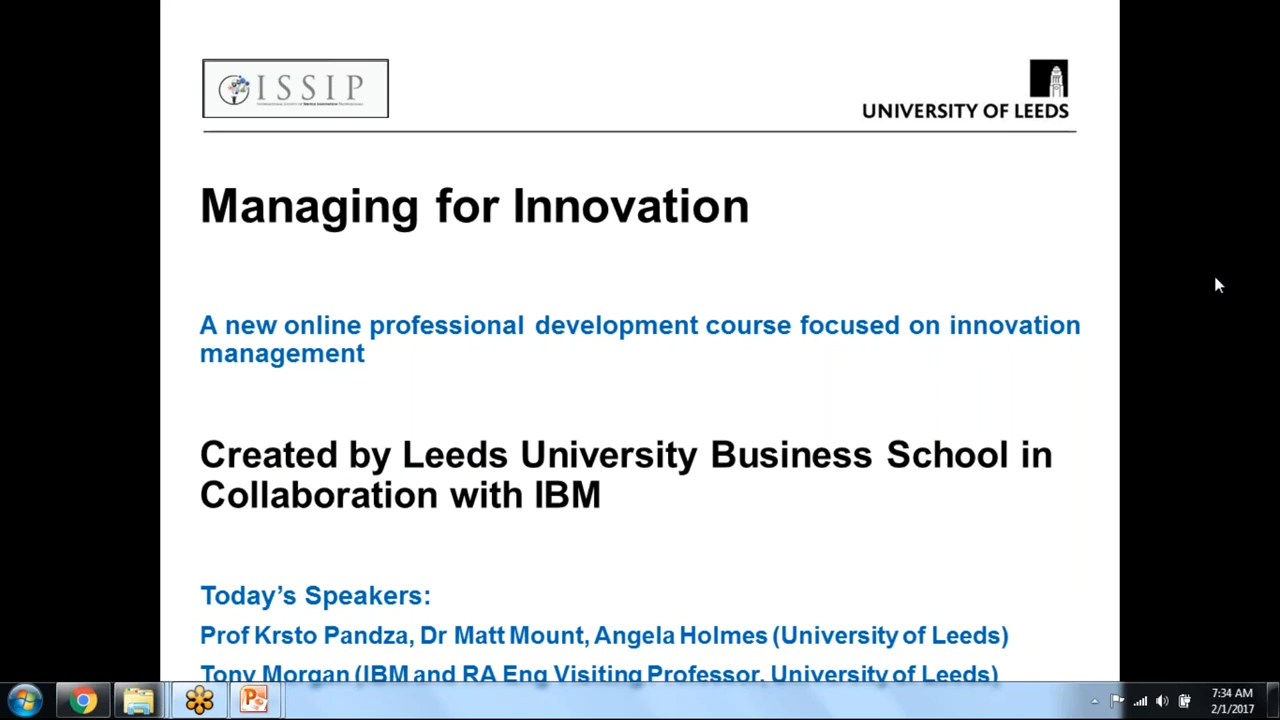 ISSIP
UNIVERSITY OF LEEDS
Managing for Innovation
A new online professional development course focused on innovation
management
Created by Leeds University Business School in
Collaboration with IBM
Today's Speakers:
Prof Krsto Pandza, Dr Matt Mount, Angela Holmes (University of Leeds)
Tony Morgan (IBM and RA Eng Visiting Professor, University of Leeds)
7:34 AM
2/1/2017